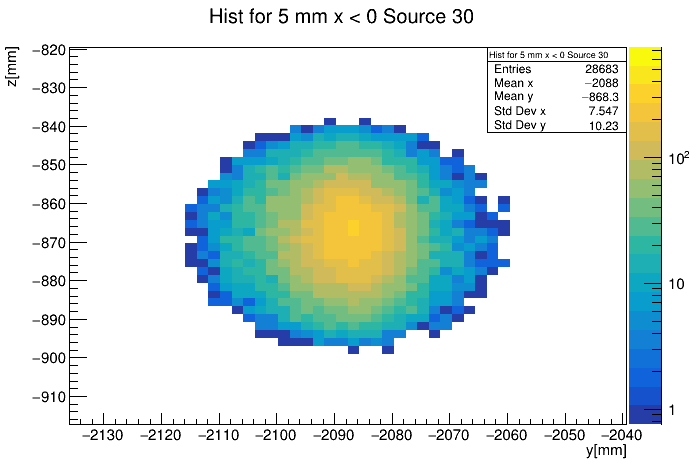 Hist for 5 mm x < 0 Source 30
z[mm]
Hist for 5 mm x < 0 Source 30
Entries 28683
Mean x −2088
Mean y −868.3
Std Dev x 7.547
Std Dev y 10.23
−820
−830
−840
−850
−860
−870
−880
−890
−900
−910
10²
10
1
−2130 −2120 −2110 −2100 −2090 −2080 −2070 −2060 −2050 −2040
y[mm]